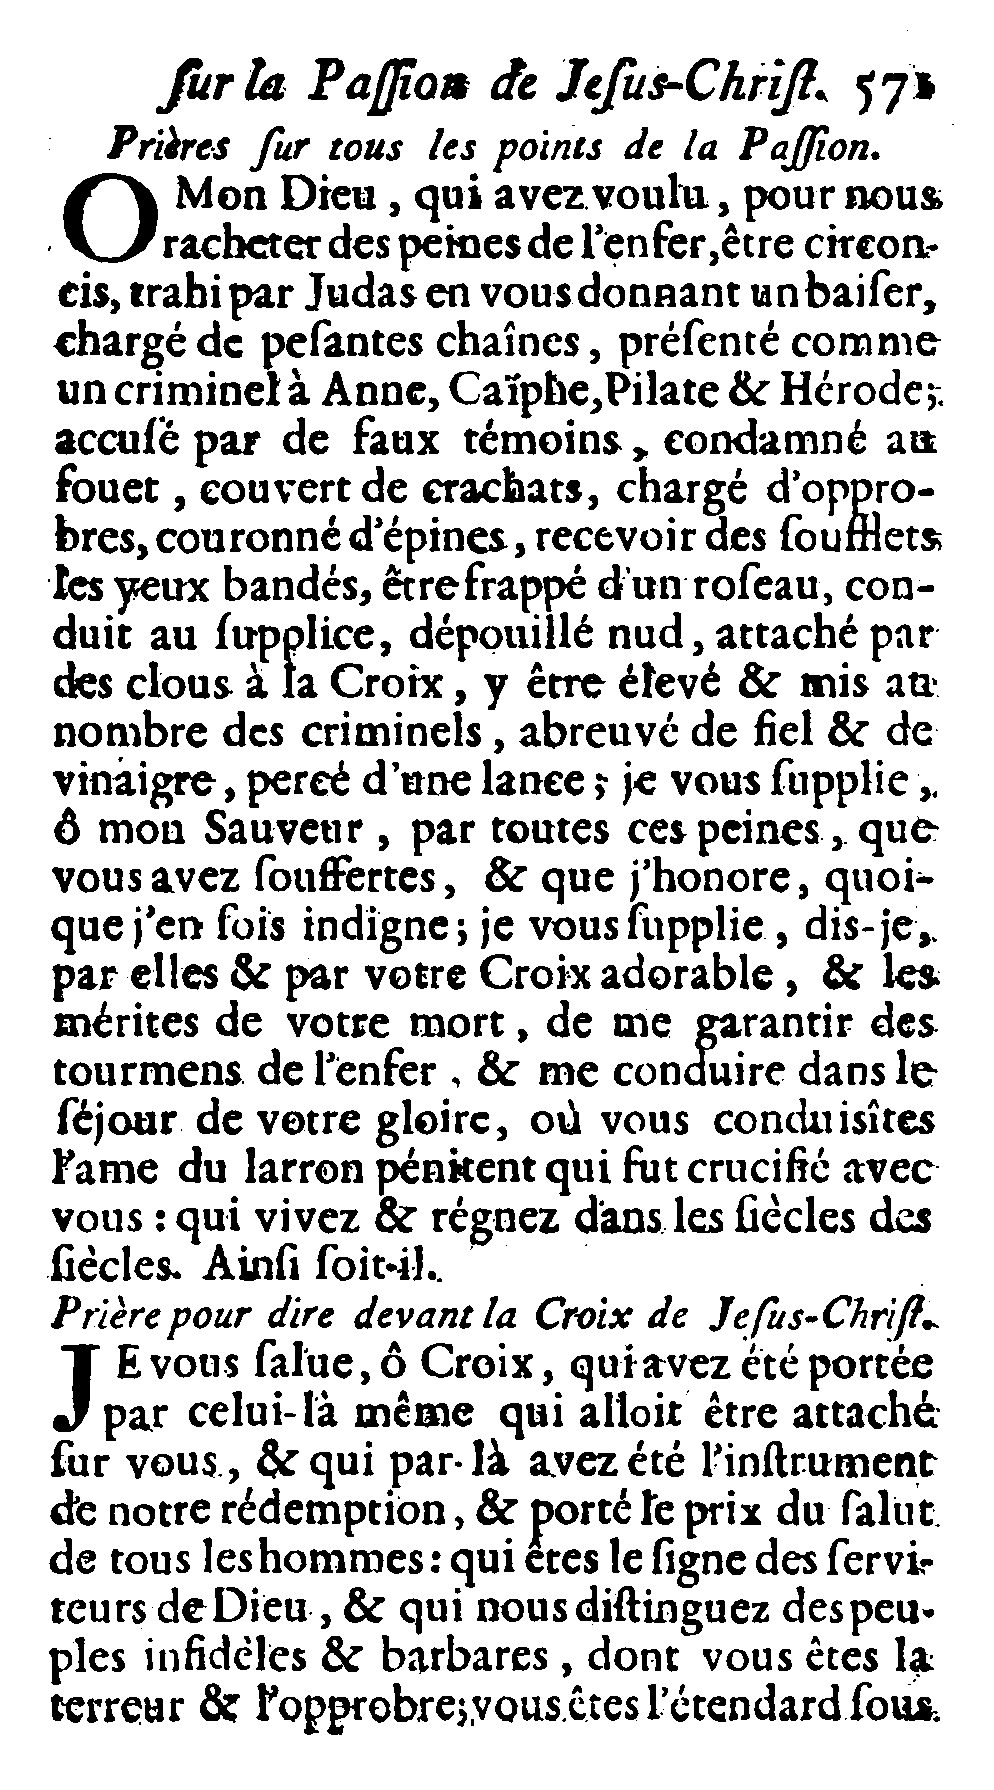 ſur la Paſſion de Jeſus-Chriſt. 571
Prières ſur tous les points de la Paſſion.
O Mon Dieu, qui avez voulu, pour nous
racheter des peines de l'enfer, être circon-
cis, trahi par Judas en vous donnant un baiſer,
chargé de peſantes chaînes, préſenté comme
un criminel à Anne, Caïphe, Pilate & Hérode;
accuſé par de faux témoins, condamné au
fouet, couvert de crachats, chargé d'oppro-
bres, couronné d'épines, recevoir des ſoufflets
les yeux bandés, être frappé d'un roſeau, con-
duit au ſupplice, dépouillé nud, attaché par
des clous à la Croix, y être élevé & mis au
nombre des criminels, abreuvé de fiel & de
vinaigre, percé d'une lance; je vous ſupplie,
ô mon Sauveur, par toutes ces peines, que
vous avez ſouffertes, & que j'honore, quoi-
que j'en ſois indigne; je vous ſupplie, dis-je,
par elles & par votre Croix adorable, & les
mérites de votre mort, de me garantir des
tourmens de l'enfer, & me conduire dans le
ſéjour de votre gloire, où vous conduisîtes
l'ame du larron pénitent qui fut crucifié avec
vous: qui vivez & régnez dans les ſiècles des
ſiècles. Ainſi ſoit-il.
Prière pour dire devant la Croix de Jeſus-Chriſt.
JE vous ſalue, ô Croix, qui avez été portée
par celui-là même qui alloit être attaché
ſur vous, & qui par-là avez été l'inſtrument
de notre rédemption, & porté le prix du ſalut
de tous les hommes: qui êtes le ſigne des ſervi-
teurs de Dieu, & qui nous diſtinguez des peu-
ples infidèles & barbares, dont vous êtes la
terreur & l'opprobre; vous êtes l'étendard ſous